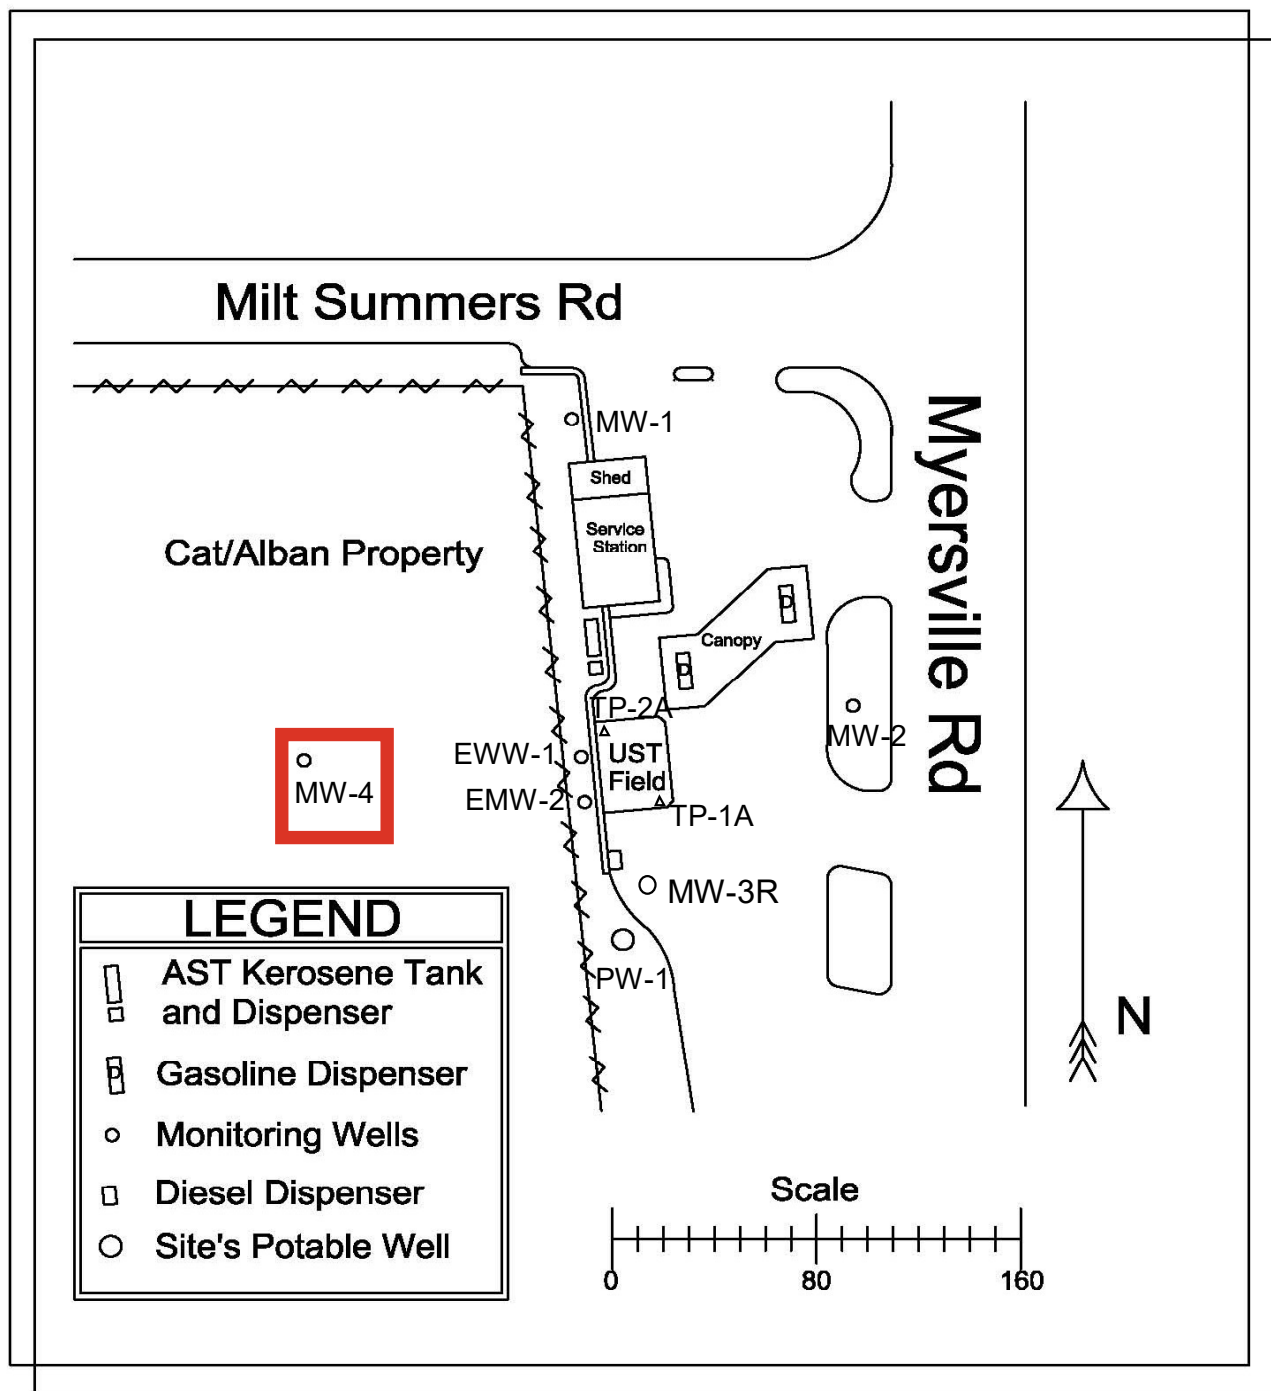 Milt Summers Rd
MW-1
Myersville Rd
Shed
Service
Station
Cat/Alban Property
D
Canopy
D
TP-2A
MW-2
EWW-1
UST
Field
MW-4
EMW-2
TP-1A
MW-3R
PW-1
LEGEND
AST Kerosene Tank
and Dispenser
D
Gasoline Dispenser
Monitoring Wells
Diesel Dispenser
Site's Potable Well
N
Scale
0
80
160